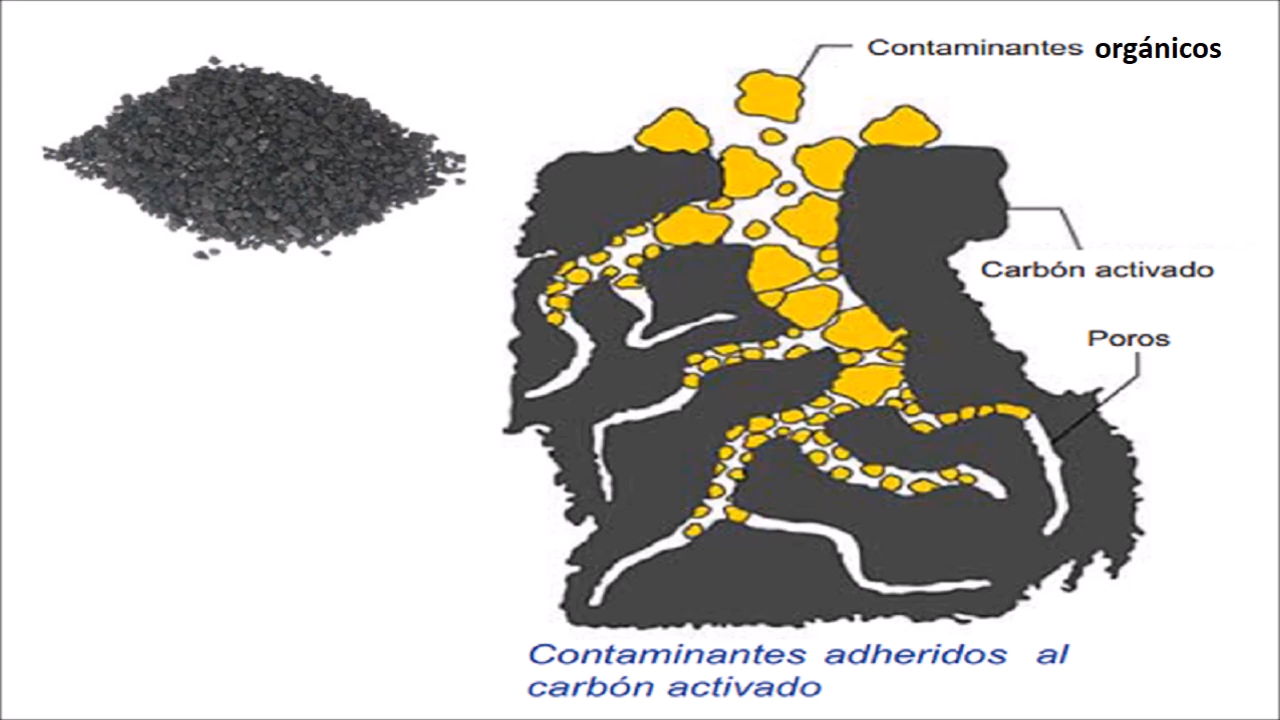 Contaminantes orgánicos
Carbón activado
Poros
Contaminantes adheridos al
carbón activado